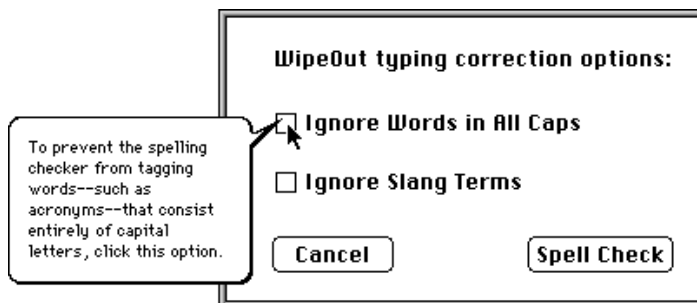 WipeOut typing correction options:
Ignore Words in All Caps
To prevent the spelling
checker from tagging
words--such as
acronyms--that consist
entirely of capital
letters, click this option.
Ignore Slang Terms
Cancel
Spell Check